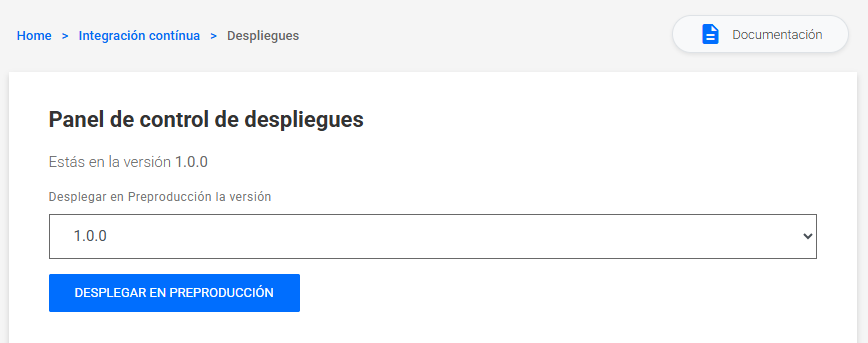 Home > Integración contínua > Despliegues
Documentación
Panel de control de despliegues
Estás en la versión 1.0.0
Desplegar en Preproducción la versión
1.0.0
DESPLEGAR EN PREPRODUCCIÓN